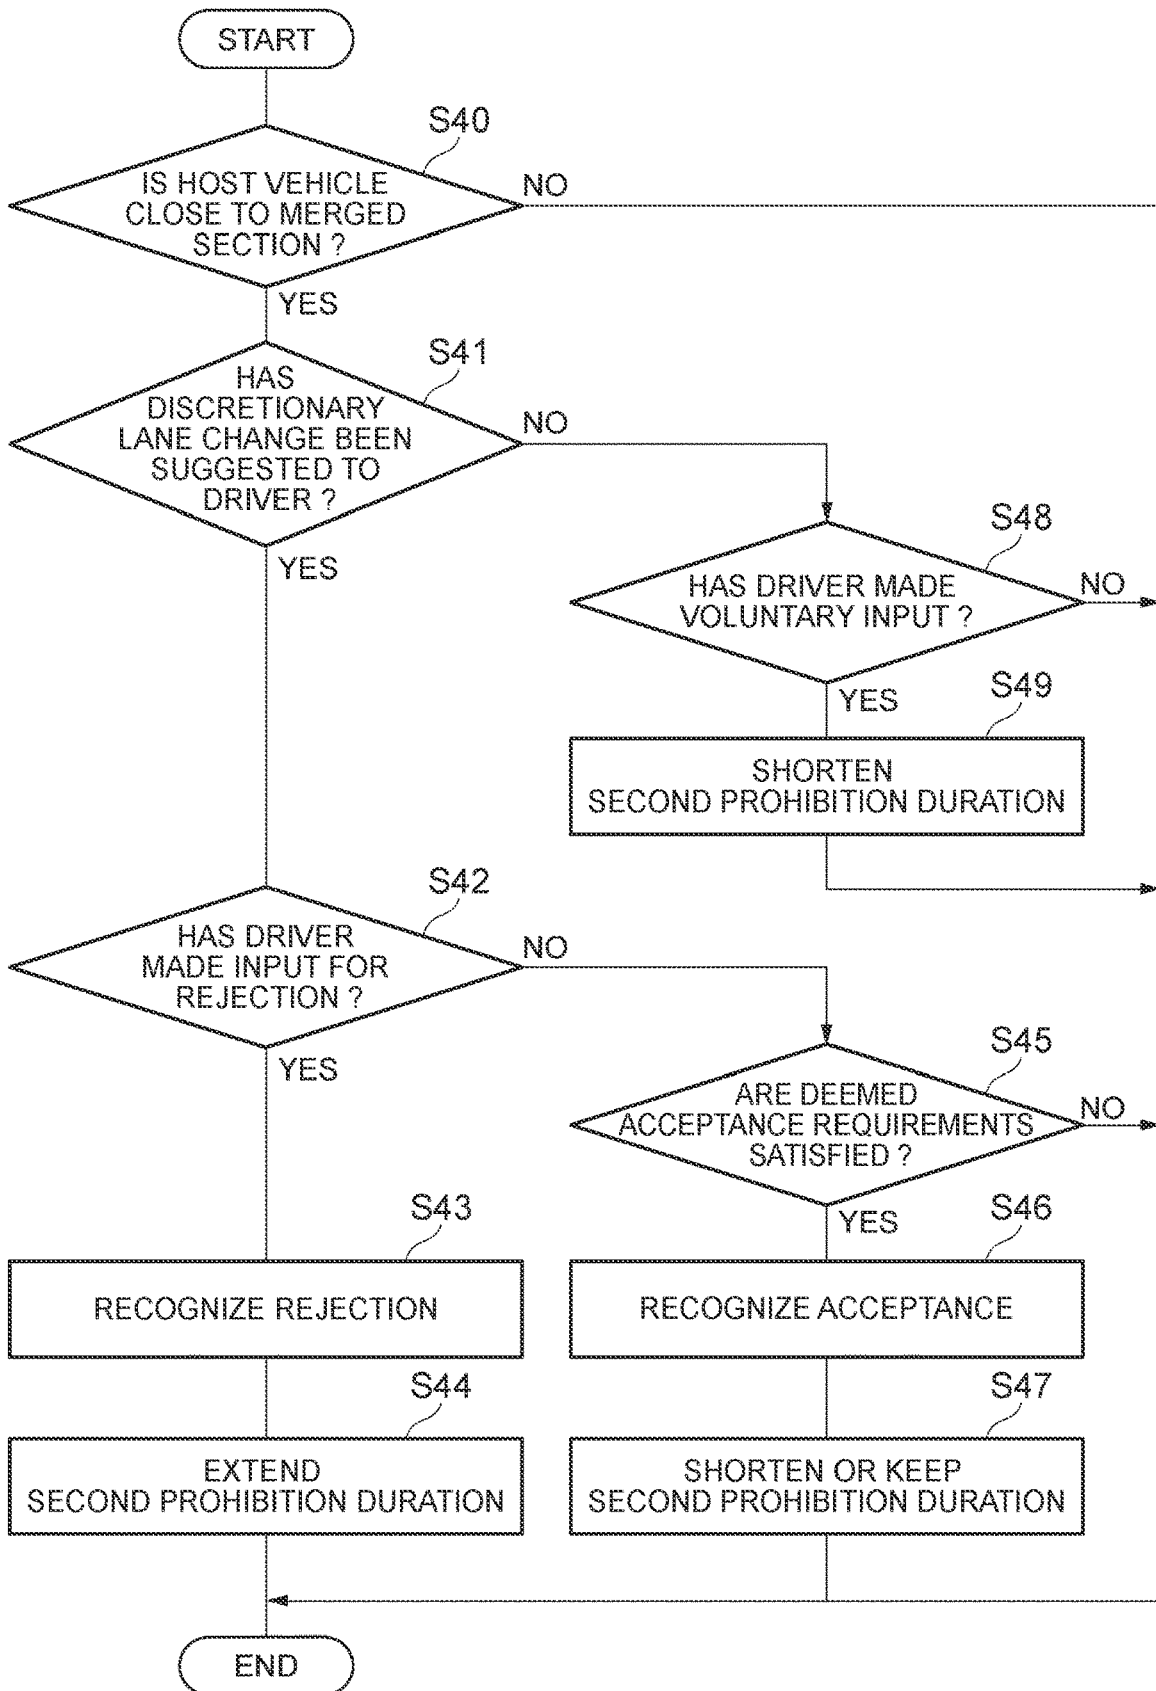 START
S40
IS HOST VEHICLE
CLOSE TO MERGED
SECTION ?
NO
YES
S41
HAS
DISCRETIONARY
LANE CHANGE BEEN
SUGGESTED TO
DRIVER ?
NO
YES
S48
HAS DRIVER MADE
VOLUNTARY INPUT ?
NO
YES
S49
SHORTEN
SECOND PROHIBITION DURATION
S42
HAS DRIVER
MADE INPUT FOR
REJECTION ?
NO
YES
S45
ARE DEEMED
ACCEPTANCE REQUIREMENTS
SATISFIED ?
NO
YES
S43
RECOGNIZE REJECTION
S46
RECOGNIZE ACCEPTANCE
S44
EXTEND
SECOND PROHIBITION DURATION
S47
SHORTEN OR KEEP
SECOND PROHIBITION DURATION
END